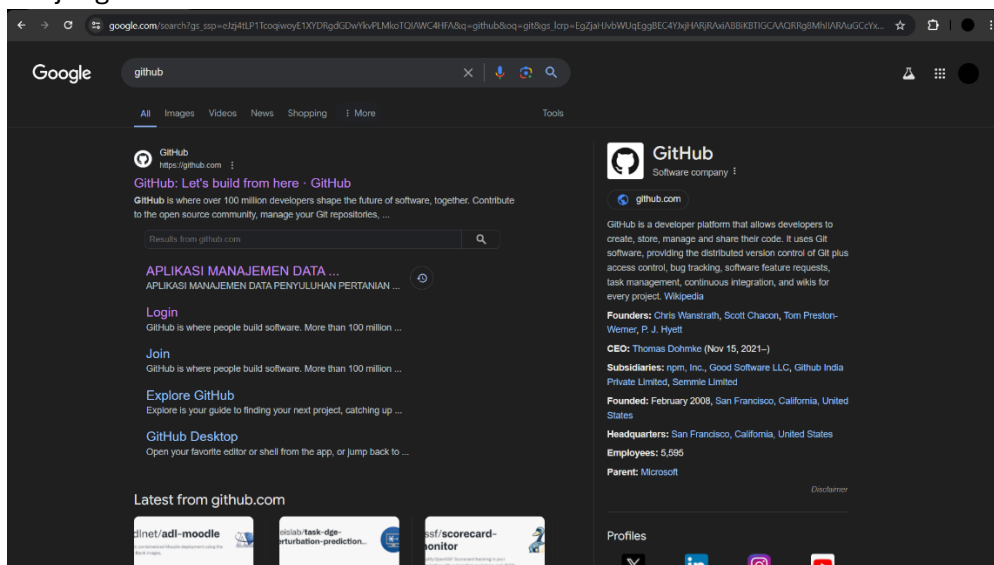 google.com/search?gs_ssp=eJzj4tLP1TcoqiwoyE1XYDRgdGDwYkvPLMkoTQIAWC4HFA&q=github&oq=git&gs_lcrp=
Google
github
All Images Videos News Shopping More Tools
GitHub
https://github.com
GitHub: Let's build from here · GitHub
GitHub is where over 100 million developers shape the future of software, together. Contribute
to the open source community, manage your Git repositories, ...
Results from github.com
APLIKASI MANAJEMEN DATA ...
APLIKASI MANAJEMEN DATA PENYULUHAN PERTANIAN ...
Login
GitHub is where people build software. More than 100 million ...
Join
GitHub is where people build software. More than 100 million ...
Explore GitHub
Explore is your guide to finding your next project, catching up ...
GitHub Desktop
Open your favorite editor or shell from the app, or jump back to ...
Latest from github.com
dlnet/adl-moodle
oislab/task-dge-
erturbation-prediction...
ssf/scorecard-
monitor
GitHub
Software company
github.com
GitHub is a developer platform that allows developers to
create, store, manage and share their code. It uses Git
software, providing the distributed version control of Git plus
access control, bug tracking, software feature requests,
task management, continuous integration, and wikis for
every project. Wikipedia
Founders: Chris Wanstrath, Scott Chacon, Tom Preston-
Werner, P. J. Hyett
CEO: Thomas Dohmke (Nov 15, 2021–)
Subsidiaries: npm, Inc., Good Software LLC, Github India
Private Limited, Semmle Limited
Founded: February 2008, San Francisco, California, United
States
Headquarters: San Francisco, California, United States
Employees: 5,595
Parent: Microsoft
Disclaimer
Profiles